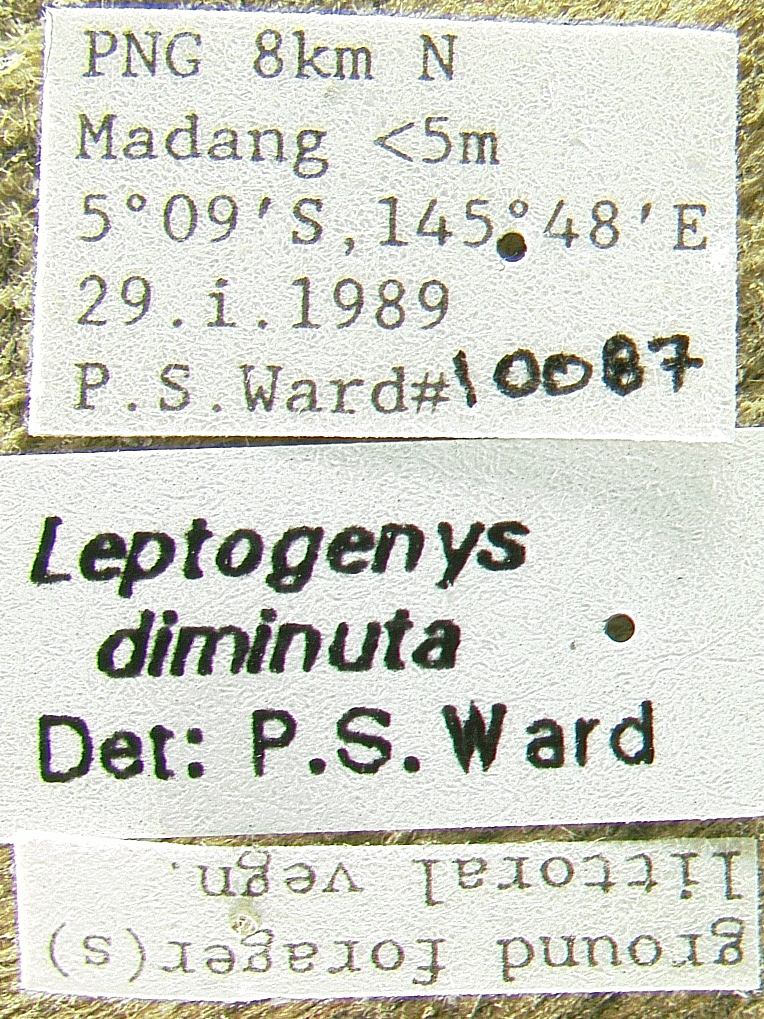 PNG 8km N
Madang <5m
5°09'S,145°48'E
29.i.1989
P.S.Ward#10087
Leptogenys
diminuta
Det: P.S.Ward
ground forager(s)
littoral vegn.